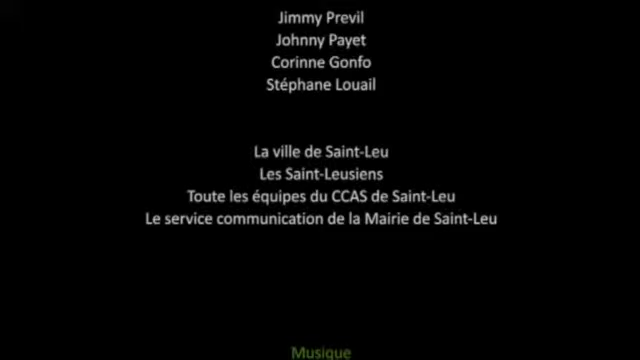 Jimmy Previl
Johnny Payet
Corinne Gonfo
Stéphane Louail
La ville de Saint-Leu
Les Saint-Leusiens
Toute les équipes du CCAS de Saint-Leu
Le service communication de la Mairie de Saint-Leu
Musique